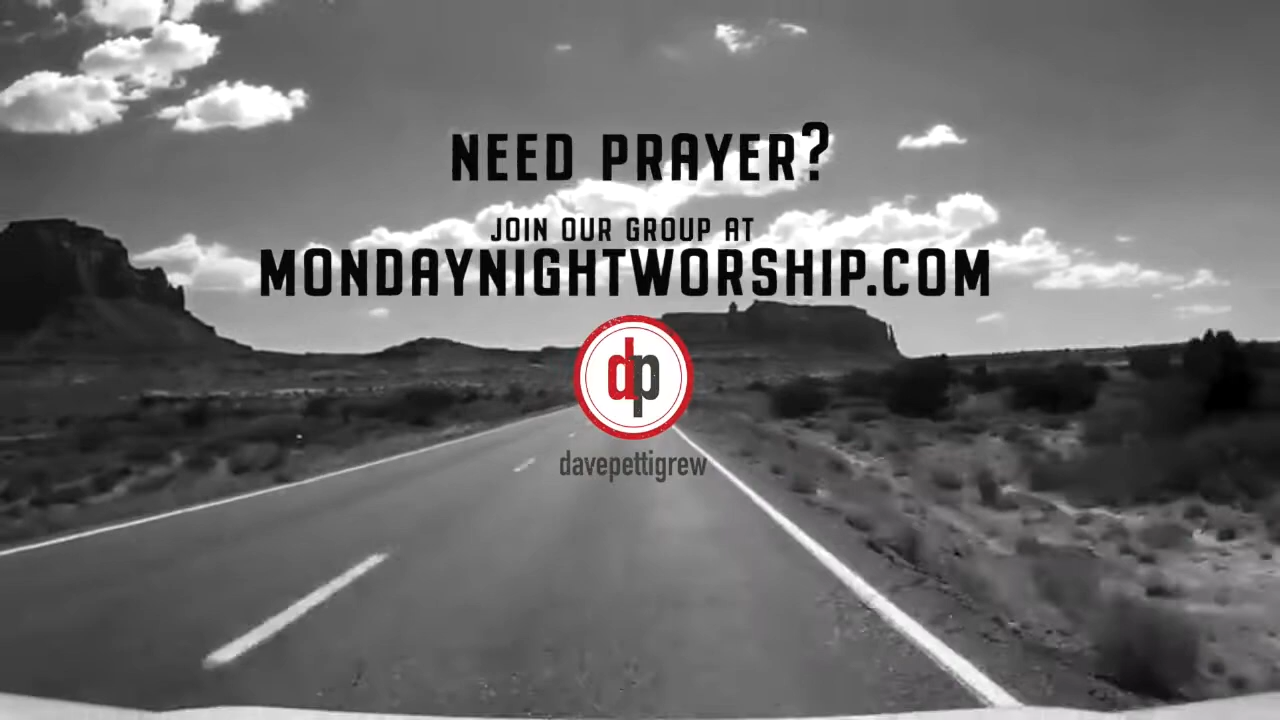 NEED PRAYER?
JOIN OUR GROUP AT
MONDAYNIGHTWORSHIP.COM
dp
davepettigrew